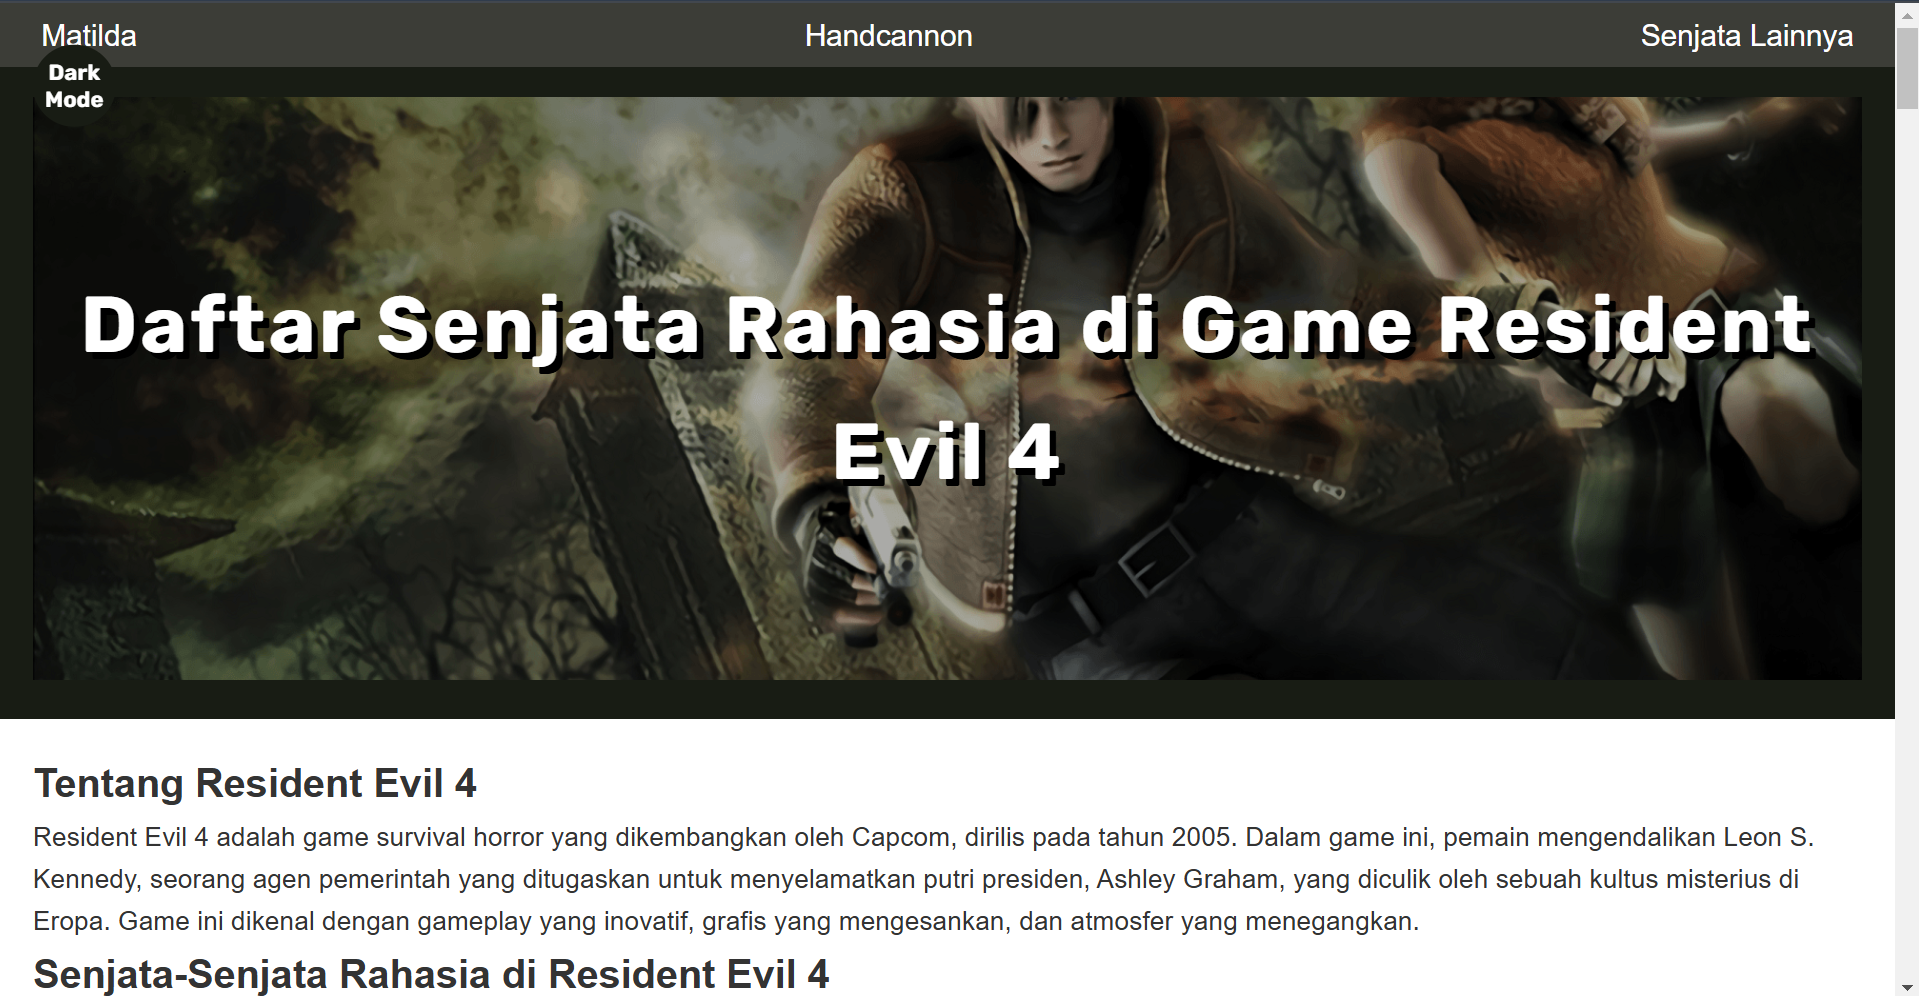 Matilda Handcannon Senjata Lainnya
Dark
Mode
Daftar Senjata Rahasia di Game Resident
Evil 4
Tentang Resident Evil 4
Resident Evil 4 adalah game survival horror yang dikembangkan oleh Capcom, dirilis pada tahun 2005. Dalam game ini, pemain mengendalikan Leon S.
Kennedy, seorang agen pemerintah yang ditugaskan untuk menyelamatkan putri presiden, Ashley Graham, yang diculik oleh sebuah kultus misterius di
Eropa. Game ini dikenal dengan gameplay yang inovatif, grafis yang mengesankan, dan atmosfer yang menegangkan.
Senjata-Senjata Rahasia di Resident Evil 4